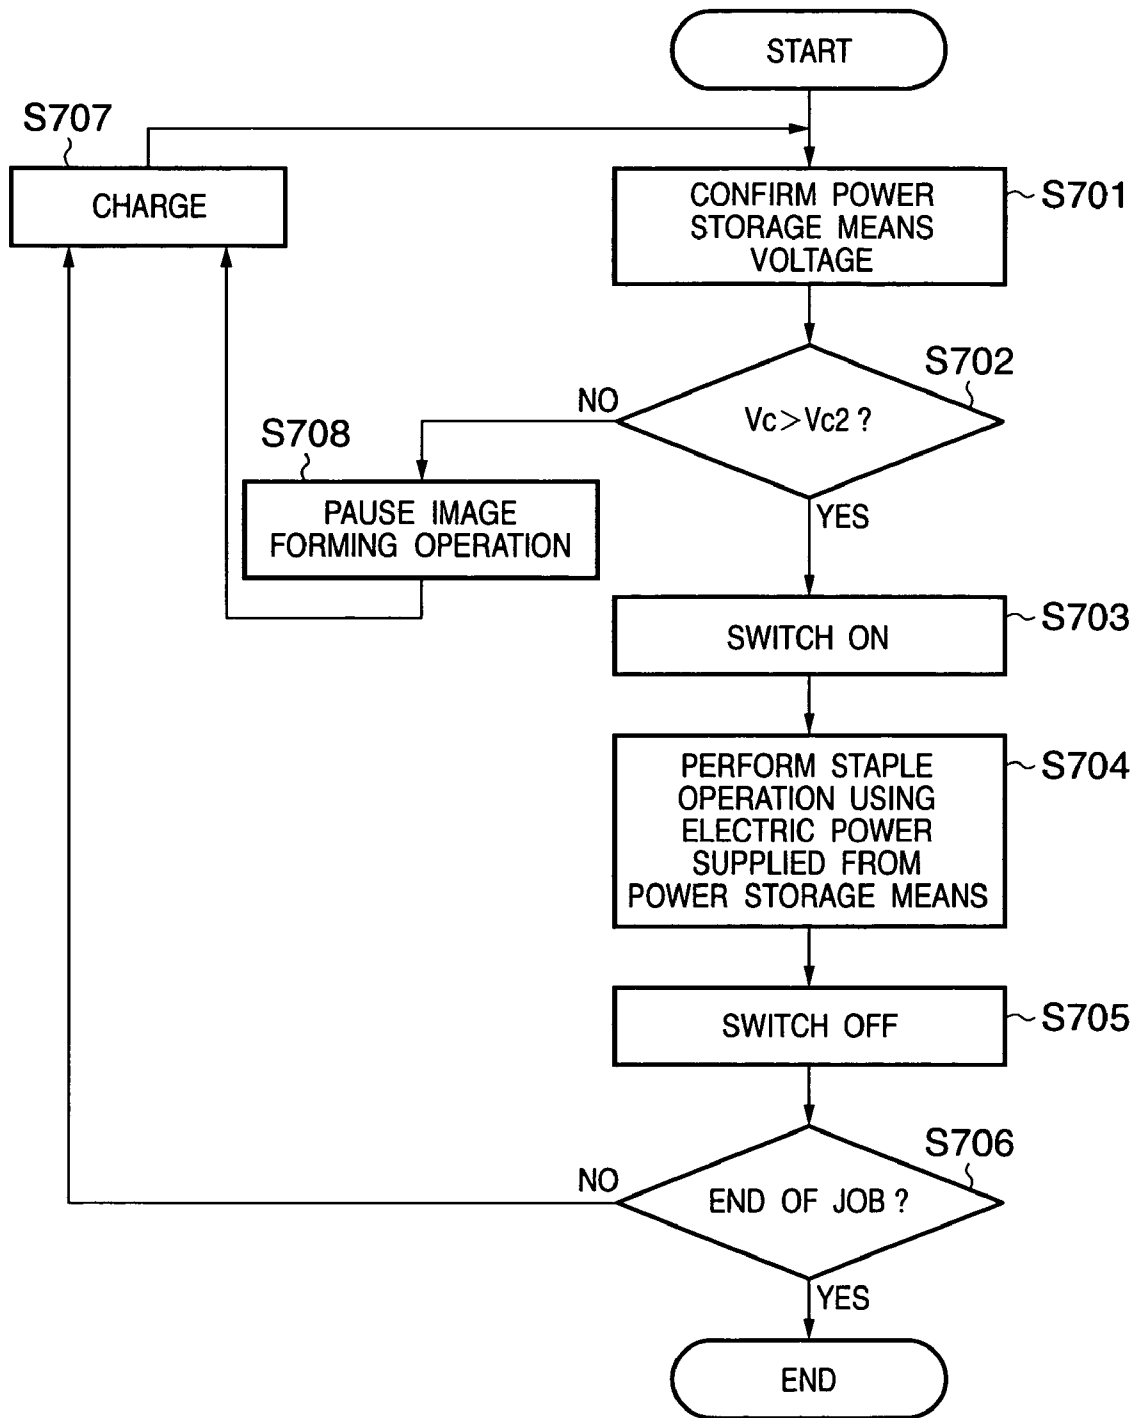 START
S707
CHARGE
CONFIRM POWER
STORAGE MEANS
VOLTAGE
S701
S702
Vc>Vc2 ?
NO
YES
S708
PAUSE IMAGE
FORMING OPERATION
SWITCH ON
S703
PERFORM STAPLE
OPERATION USING
ELECTRIC POWER
SUPPLIED FROM
POWER STORAGE MEANS
S704
SWITCH OFF
S705
S706
END OF JOB ?
NO
YES
END